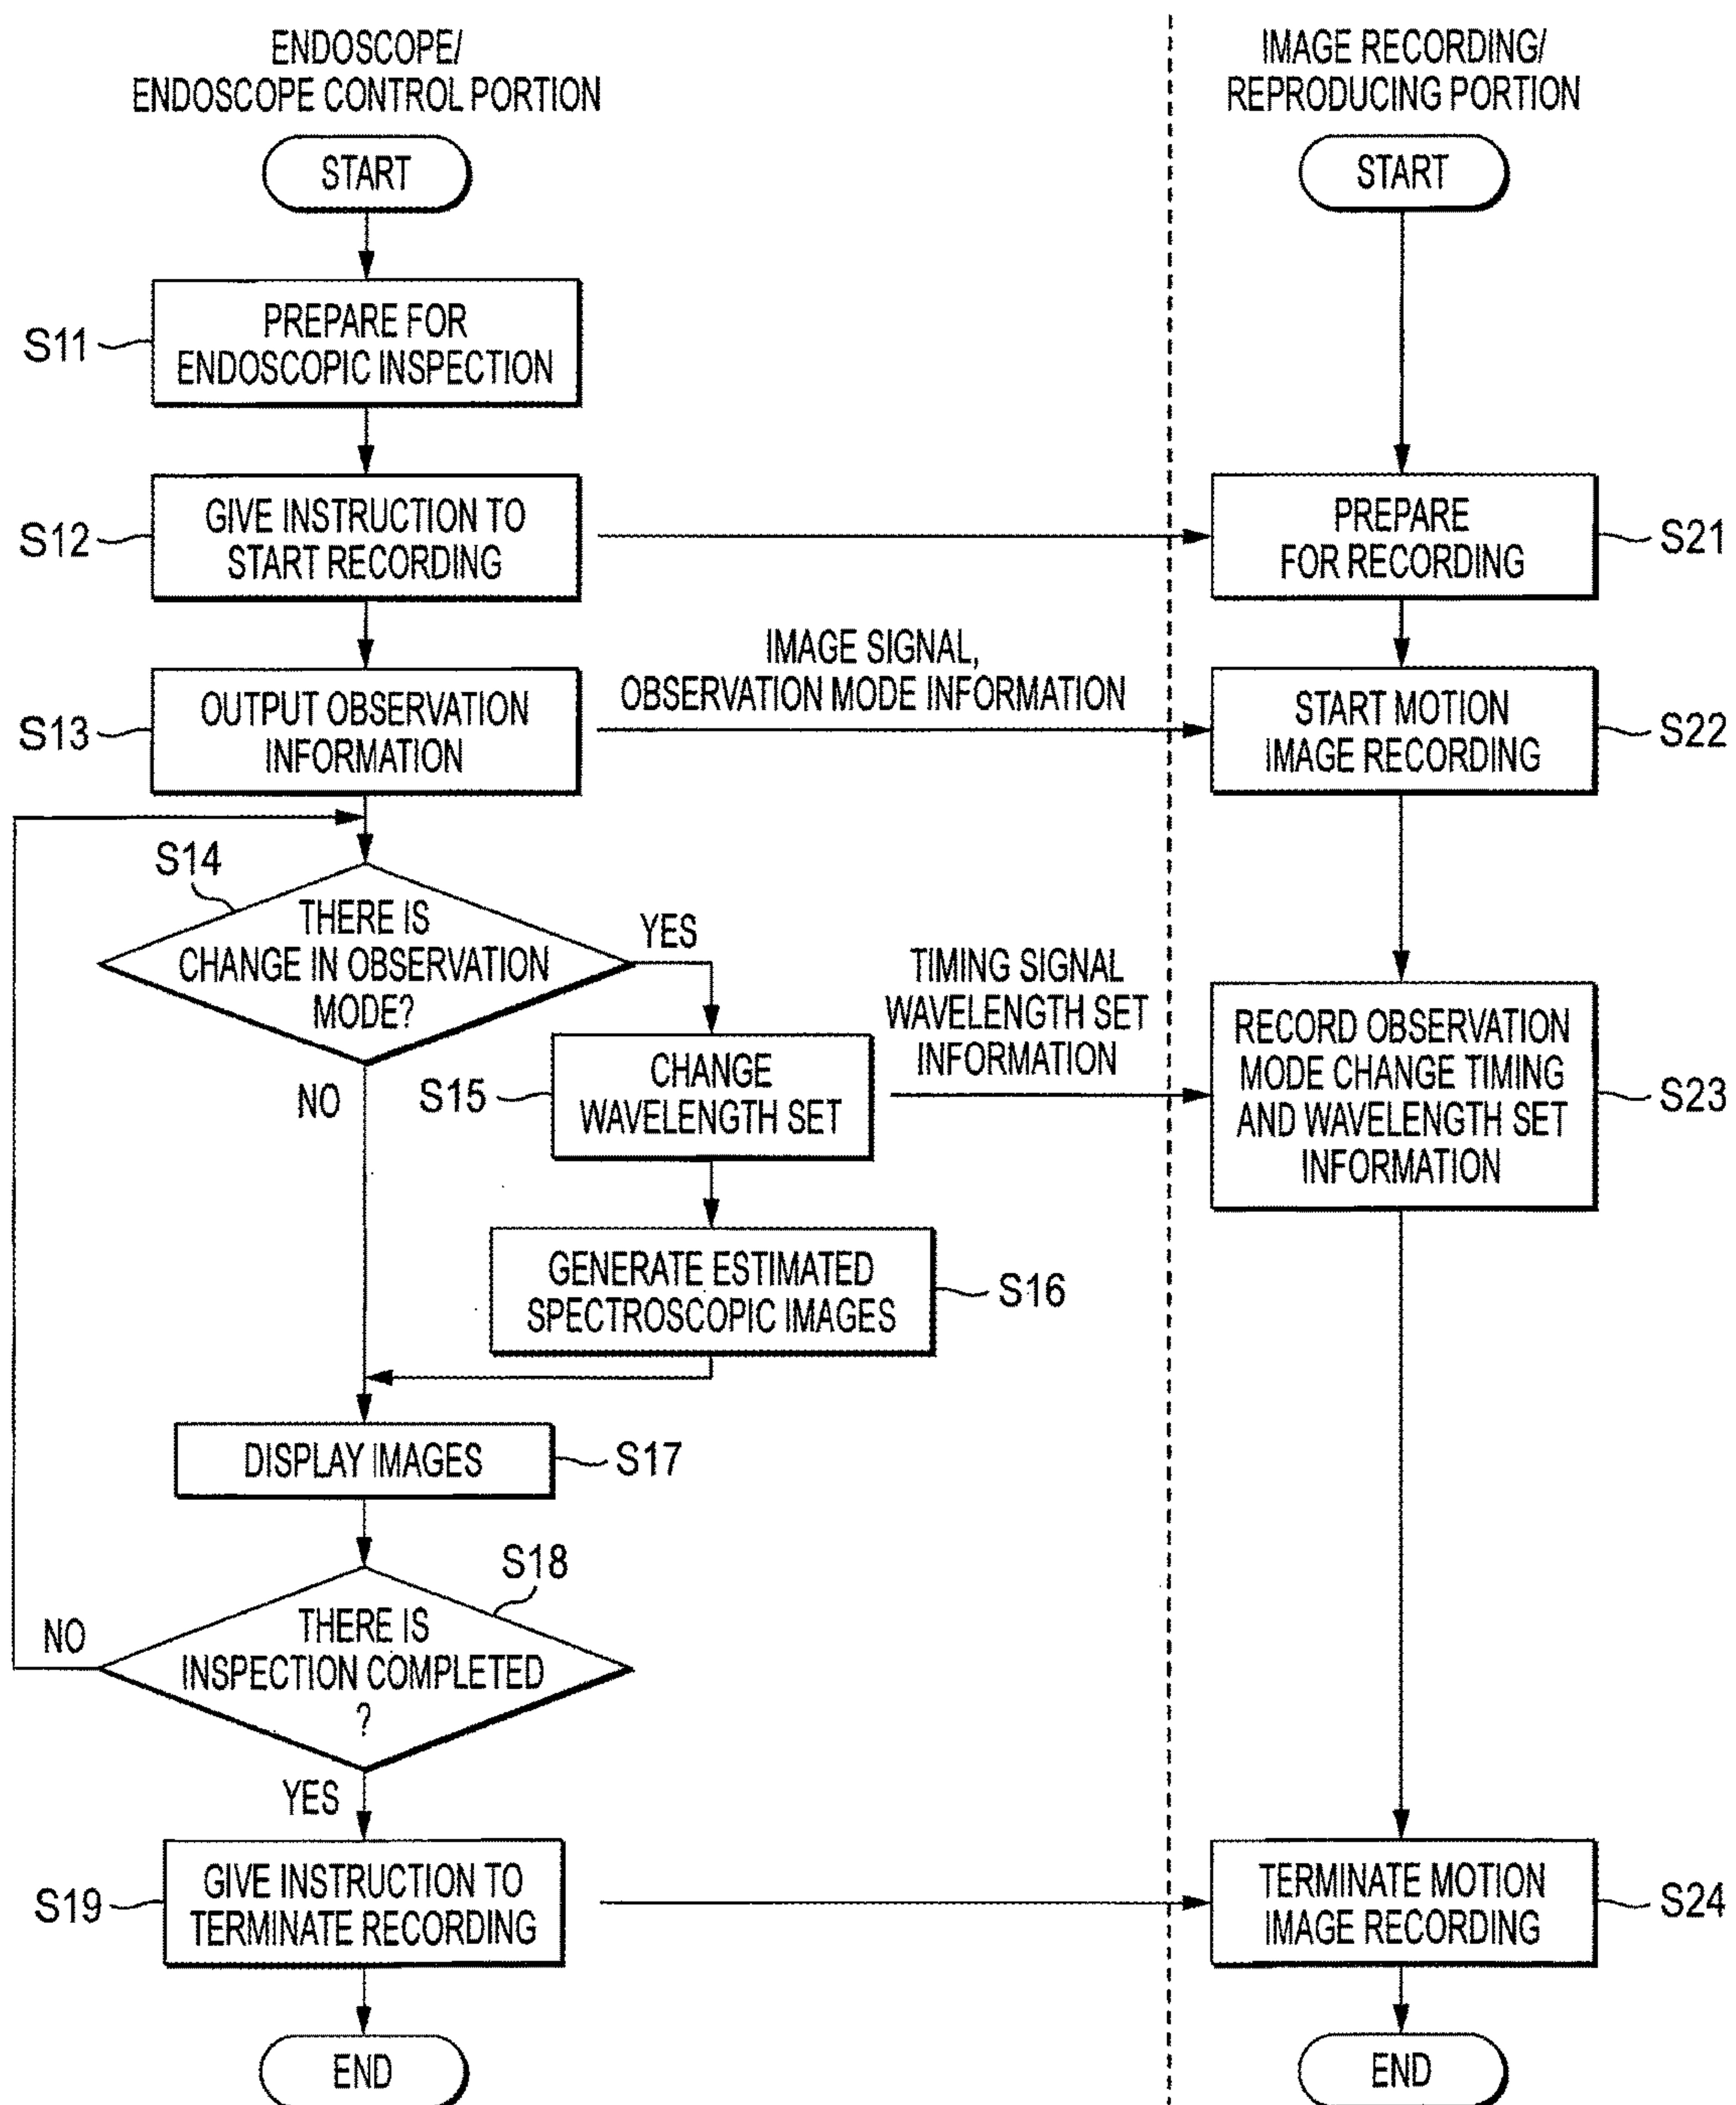 ENDOSCOPE/
ENDOSCOPE CONTROL PORTION
IMAGE RECORDING/
REPRODUCING PORTION
START
START
S11
PREPARE FOR
ENDOSCOPIC INSPECTION
S12
GIVE INSTRUCTION TO
START RECORDING
PREPARE
FOR RECORDING
S21
S13
OUTPUT OBSERVATION
INFORMATION
IMAGE SIGNAL,
OBSERVATION MODE INFORMATION
START MOTION
IMAGE RECORDING
S22
S14
THERE IS
CHANGE IN OBSERVATION
MODE?
YES
NO
S15
CHANGE
WAVELENGTH SET
TIMING SIGNAL
WAVELENGTH SET
INFORMATION
RECORD OBSERVATION
MODE CHANGE TIMING
AND WAVELENGTH SET
INFORMATION
S23
GENERATE ESTIMATED
SPECTROSCOPIC IMAGES
S16
DISPLAY IMAGES
S17
S18
THERE IS
INSPECTION COMPLETED
?
NO
YES
S19
GIVE INSTRUCTION TO
TERMINATE RECORDING
TERMINATE MOTION
IMAGE RECORDING
S24
END
END